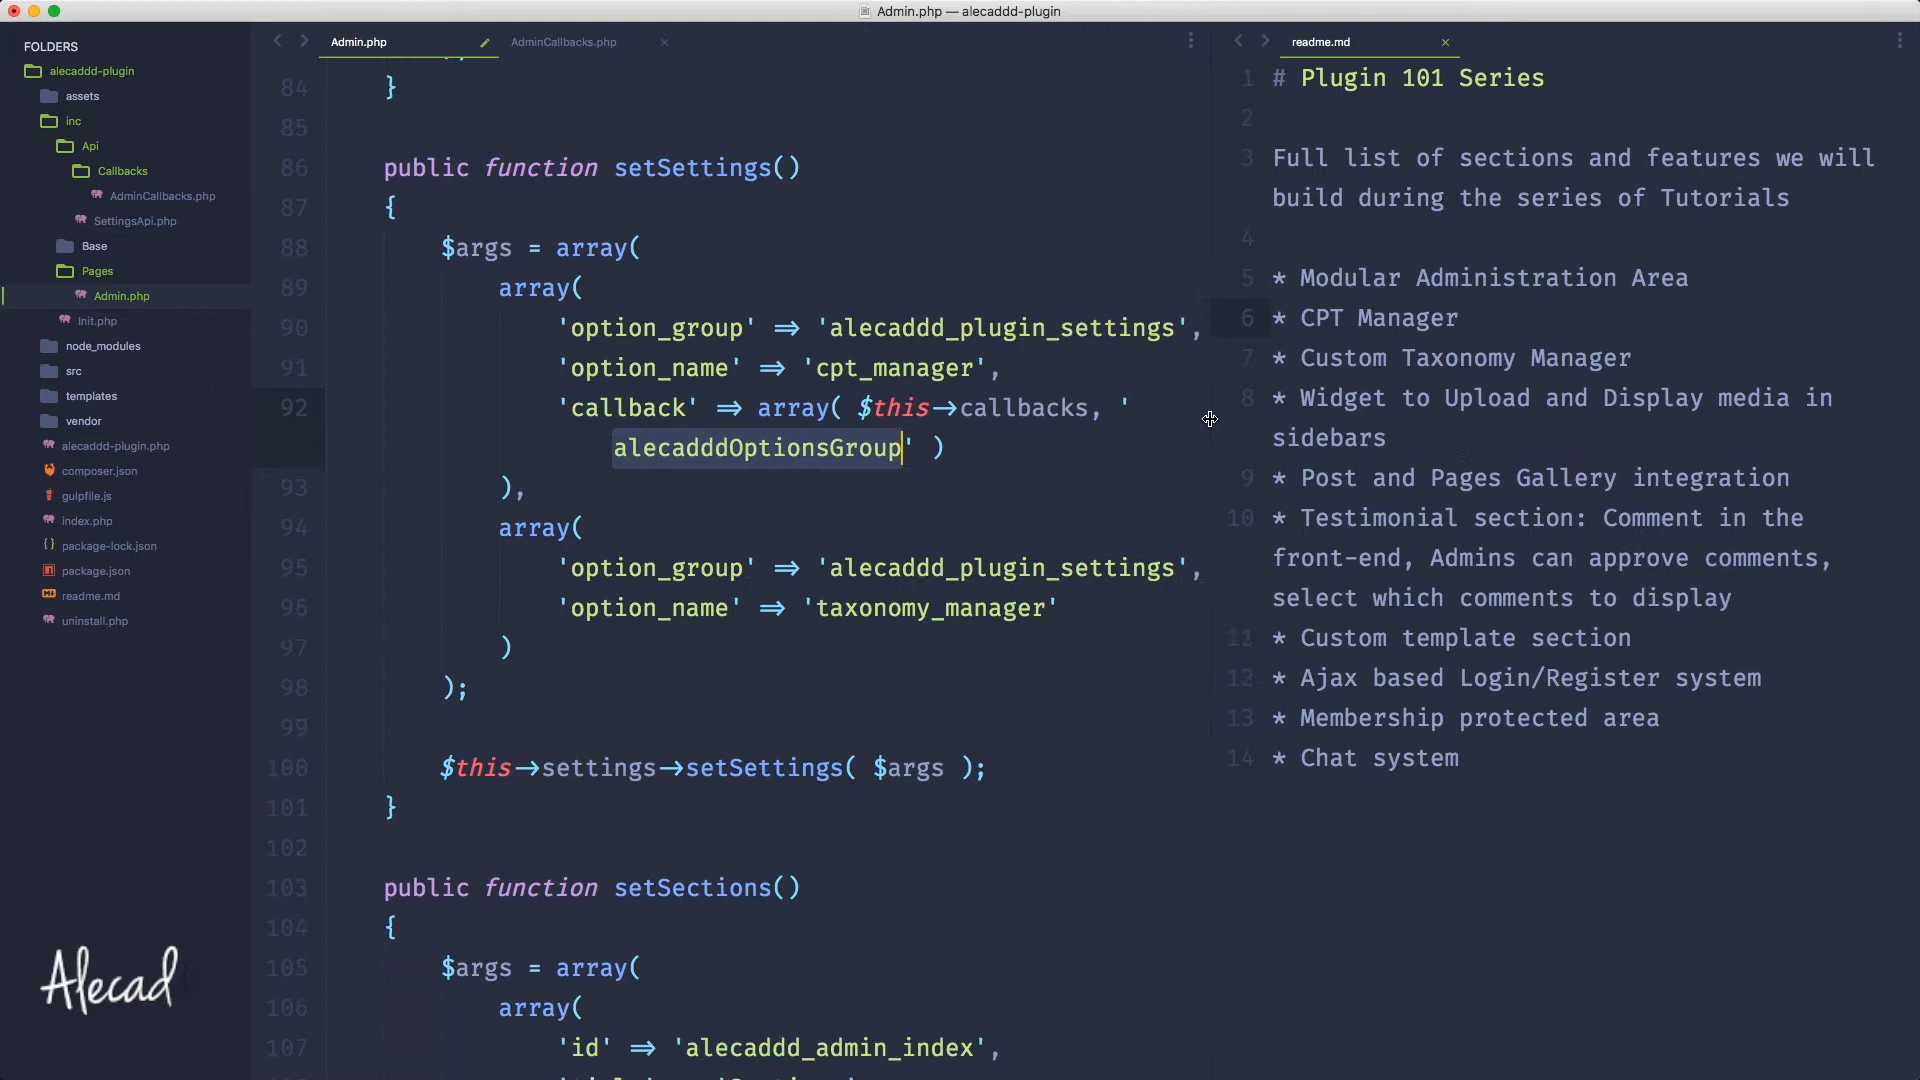 Admin.php — alecaddd-plugin
FOLDERS
alecaddd-plugin
assets
inc
Api
Callbacks
AdminCallbacks.php
SettingsApi.php
Base
Pages
Admin.php
Init.php
node_modules
src
templates
vendor
alecaddd-plugin.php
composer.json
gulpfile.js
index.php
package-lock.json
package.json
readme.md
uninstall.php
Alecad
Admin.php
AdminCallbacks.php
84 }
85
86 public function setSettings()
87 {
88 $args = array(
89 array(
90 'option_group' => 'alecaddd_plugin_settings',
91 'option_name' => 'cpt_manager',
92 'callback' => array( $this->callbacks, '
alecadddOptionsGroup' )
93 ),
94 array(
95 'option_group' => 'alecaddd_plugin_settings',
96 'option_name' => 'taxonomy_manager'
97 )
98 );
99
100 $this->settings->setSettings( $args );
101 }
102
103 public function setSections()
104 {
105 $args = array(
106 array(
107 'id' => 'alecaddd_admin_index',
readme.md
1 # Plugin 101 Series
2
3 Full list of sections and features we will
build during the series of Tutorials
4
5 * Modular Administration Area
6 * CPT Manager
7 * Custom Taxonomy Manager
8 * Widget to Upload and Display media in
sidebars
9 * Post and Pages Gallery integration
10 * Testimonial section: Comment in the
front-end, Admins can approve comments,
select which comments to display
11 * Custom template section
12 * Ajax based Login/Register system
13 * Membership protected area
14 * Chat system